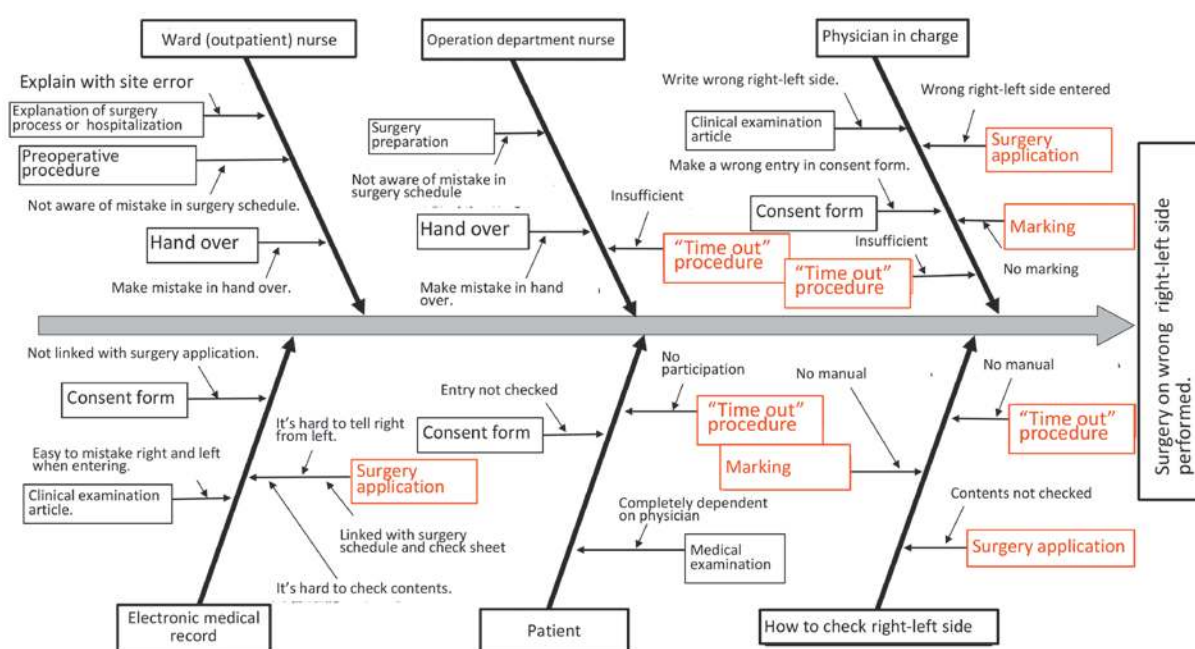 Ward (outpatient) nurse
Operation department nurse
Physician in charge
Explain with site error
Explanation of surgery
process or hospitalization
Preoperative
procedure
Not aware of mistake in surgery schedule.
Hand over
Make mistake in hand over.
Surgery
preparation
Not aware of mistake in
surgery schedule
Hand over
Make mistake in hand
over.
Insufficient
"Time out"
procedure
Write wrong right-left side.
Clinical examination
article
Make a wrong entry in consent form.
Consent form
Insufficient
"Time out"
procedure
Wrong right-left side entered
Surgery
application
Marking
No marking
Surgery on wrong right-left side
performed.
Not linked with surgery application.
Consent form
Easy to mistake right and left
when entering.
Clinical examination
article.
It's hard to tell right
from left.
Surgery
application
Linked with surgery
schedule and check sheet
It's hard to check contents.
Entry not checked
Consent form
No
participation
"Time out"
procedure
Completely dependent
on physician
Medical
examination
No manual
Marking
No manual
"Time out"
procedure
Contents not checked
Surgery application
Electronic medical
record
Patient
How to check right-left side